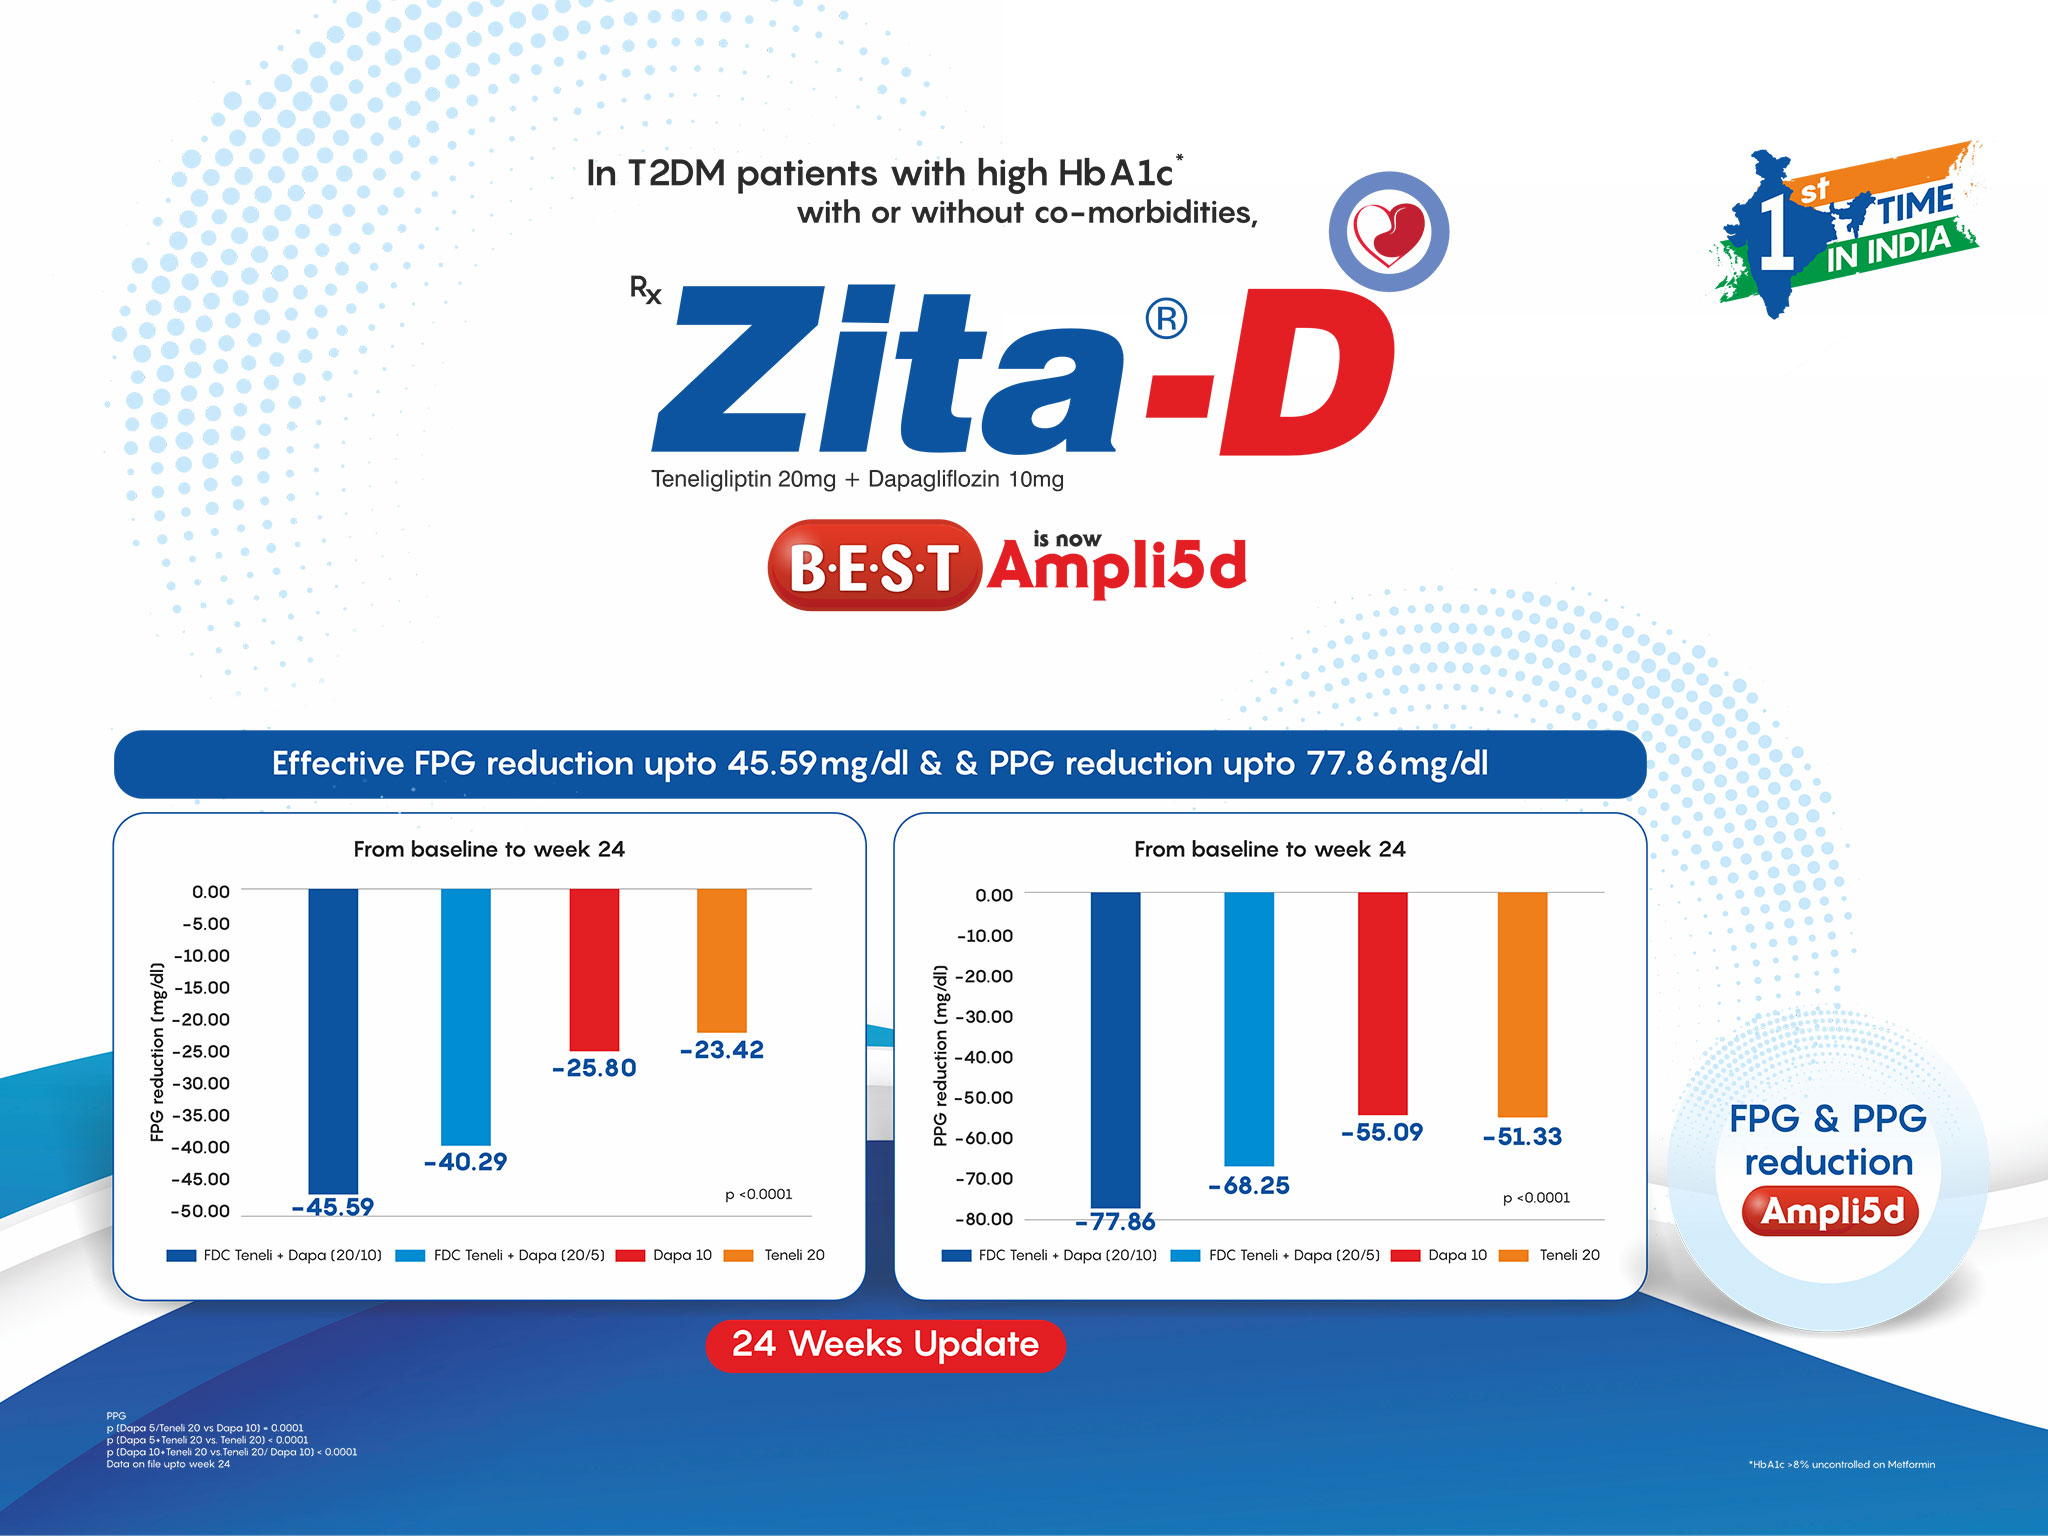 In T2DM patients with high HbA1c*
with or without co-morbidities,
1st TIME
IN INDIA
Rx Zita®-D
Teneligliptin 20mg + Dapagliflozin 10mg
B·E·S·T is now Ampli5d
Effective FPG reduction upto 45.59mg/dl & & PPG reduction upto 77.86mg/dl
From baseline to week 24
FPG reduction (mg/dl)
0.00
-5.00
-10.00
-15.00
-20.00
-25.00
-30.00
-35.00
-40.00
-45.00
-50.00
-45.59
-40.29
-25.80
-23.42
p <0.0001
FDC Teneli + Dapa (20/10) FDC Teneli + Dapa (20/5) Dapa 10 Teneli 20
From baseline to week 24
PPG reduction (mg/dl)
0.00
-10.00
-20.00
-30.00
-40.00
-50.00
-60.00
-70.00
-80.00
-77.86
-68.25
-55.09
-51.33
p <0.0001
FDC Teneli + Dapa (20/10) FDC Teneli + Dapa (20/5) Dapa 10 Teneli 20
FPG & PPG
reduction
Ampli5d
24 Weeks Update
PPG
p (Dapa 5/Teneli 20 vs Dapa 10) = 0.0001
p (Dapa 5+Teneli 20 vs. Teneli 20) < 0.0001
p (Dapa 10+Teneli 20 vs.Teneli 20/ Dapa 10) < 0.0001
Data on file upto week 24
*HbA1c >8% uncontrolled on Metformin